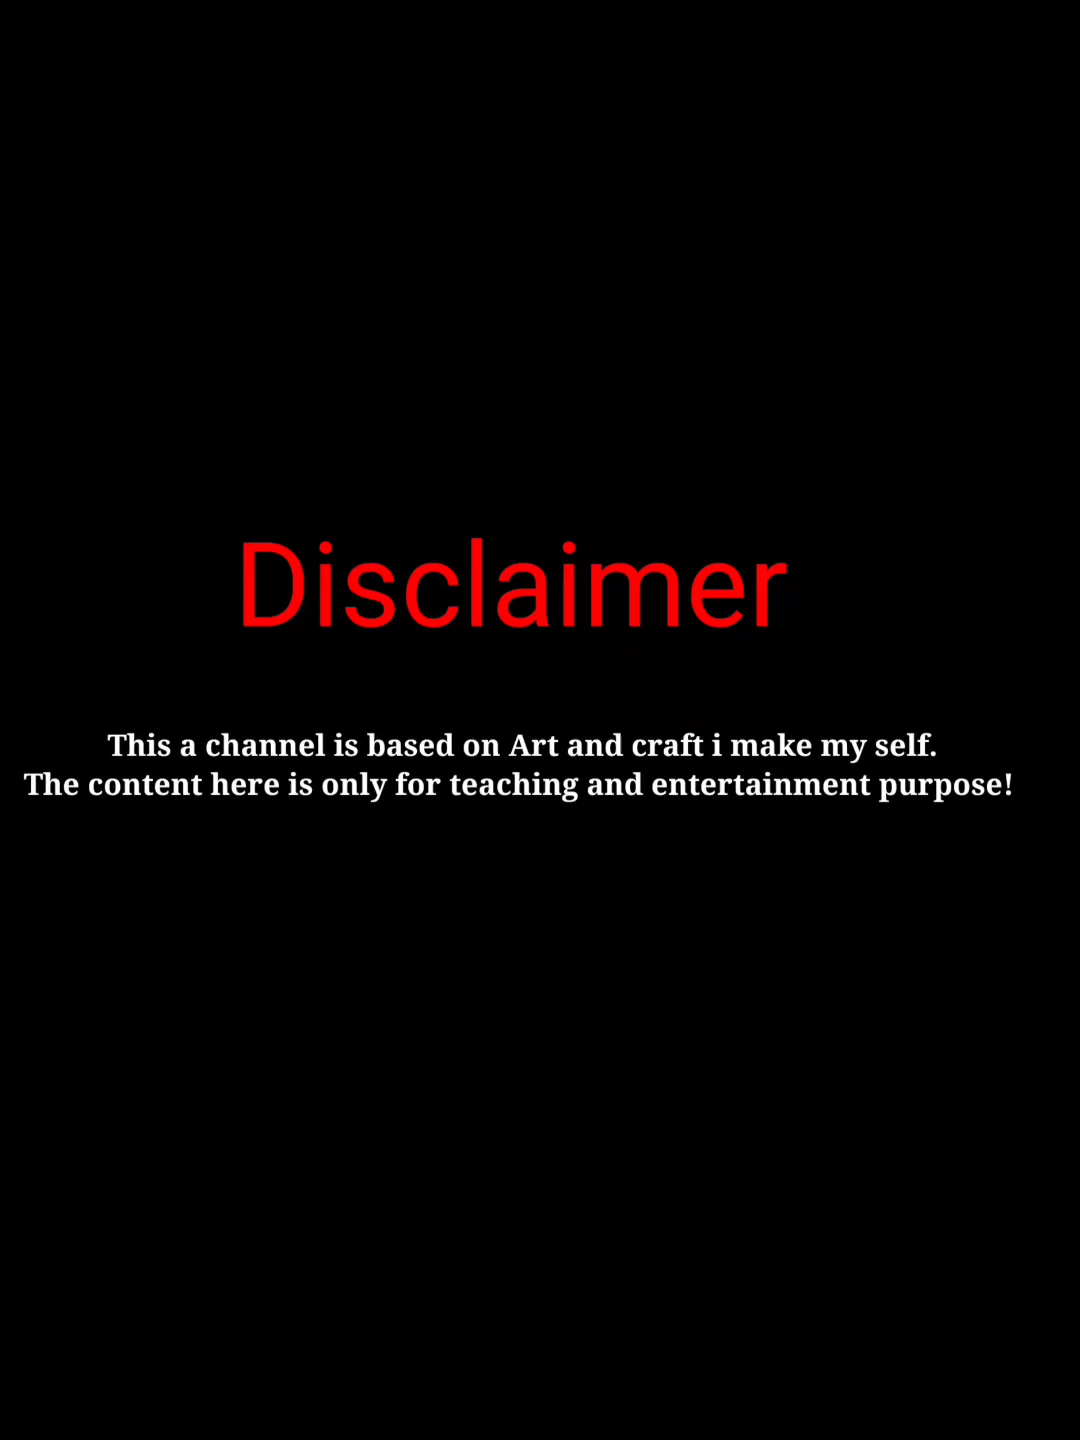 Disclaimer
This a channel is based on Art and craft i make my self.
The content here is only for teaching and entertainment purpose!